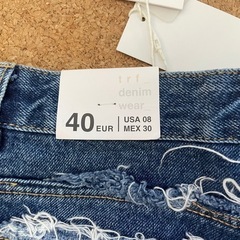 trf
denim
wear
40 EUR
USA 08
MEX 30